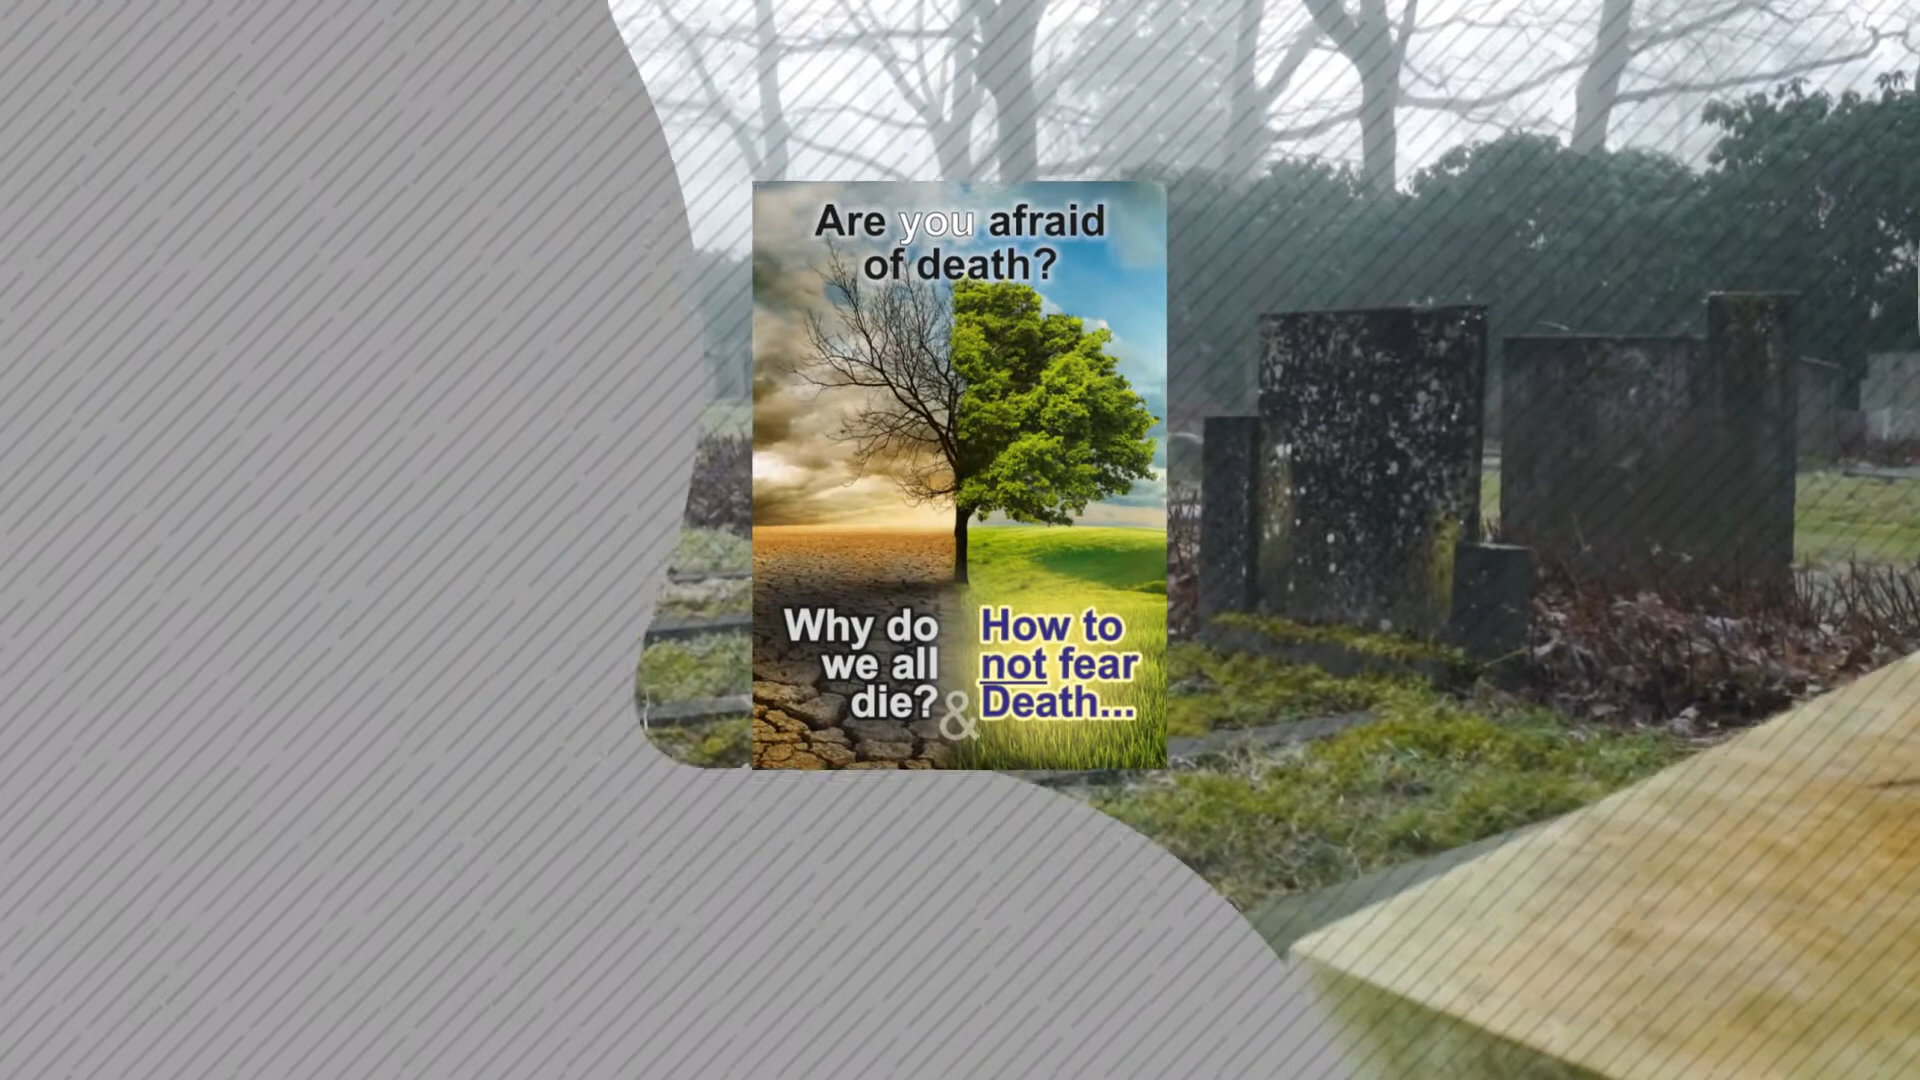 Are you afraid
of death?
Why do
we all
die?
&
How to
not fear
Death...